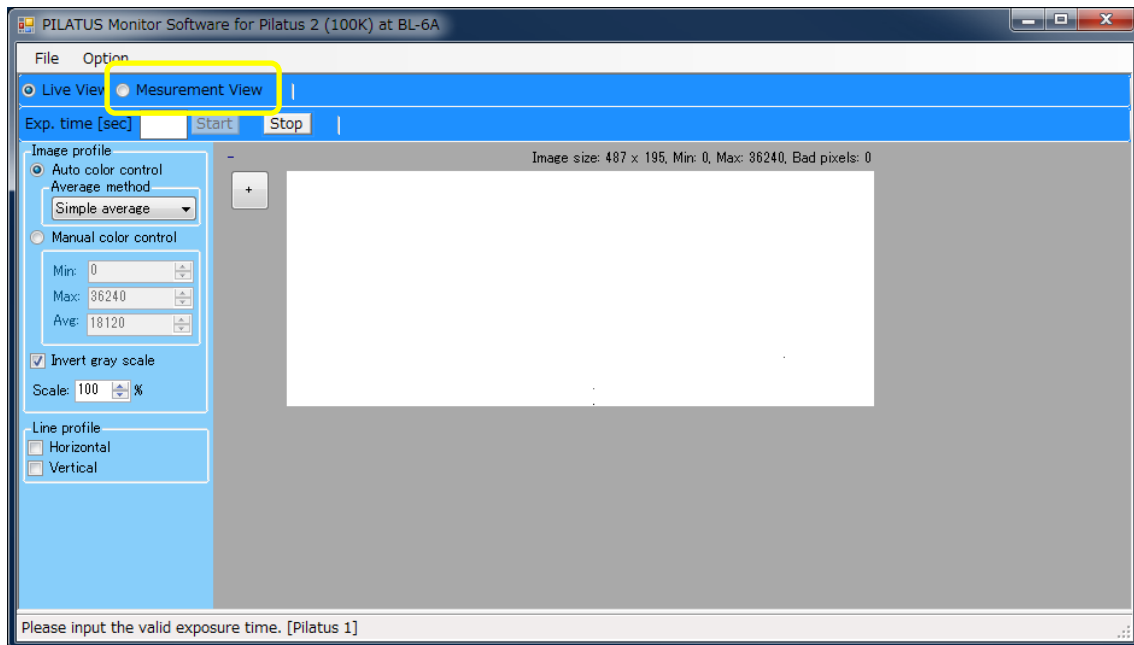 PILATUS Monitor Software for Pilatus 2 (100K) at BL-6A
File Option
Live View Mesurement View
Exp. time [sec] Start Stop
Image profile
Auto color control
Average method
Simple average
Manual color control
Min: 0
Max: 36240
Avg: 18120
Invert gray scale
Scale: 100 %
Line profile
Horizontal
Vertical
-
Image size: 487 x 195, Min: 0, Max: 36240, Bad pixels: 0
+
Please input the valid exposure time. [Pilatus 1]